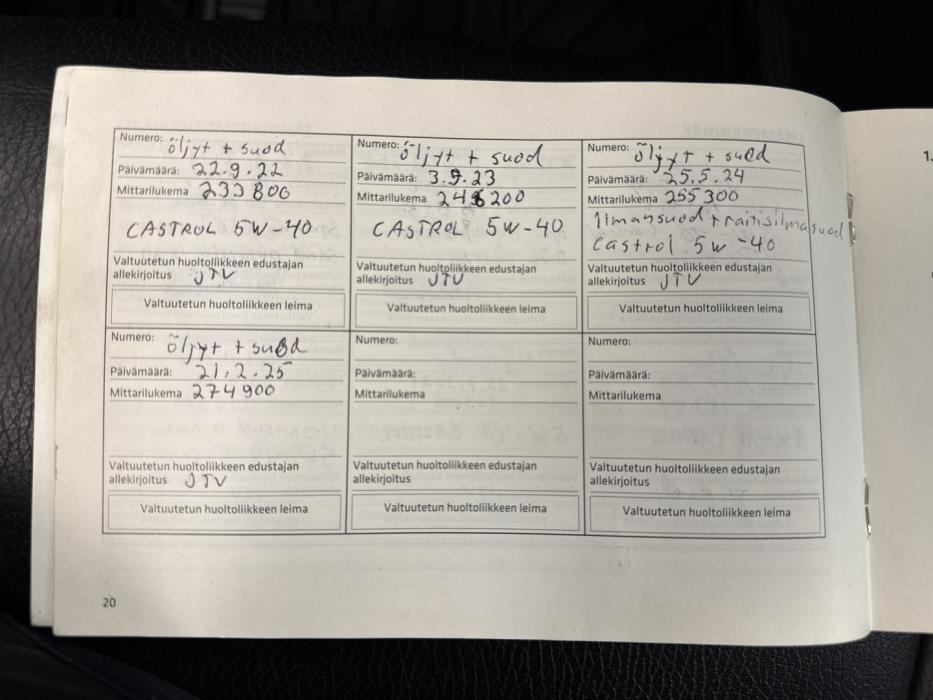 Numero: öljyt + suod
Päivämäärä: 22.9.22
Mittarilukema 233 800
CASTROL 5W-40
Valtuutetun huoltoliikkeen edustajan
allekirjoitus JTV
Valtuutetun huoltoliikkeen leima
Numero: öljyt + suod
Päivämäärä: 3.9.23
Mittarilukema 200
CASTROL 5W-40
Valtuutetun huoltoliikkeen edustajan
allekirjoitus JTV
Valtuutetun huoltoliikkeen leima
Numero: öljyt + suod
Päivämäärä: 25.5.24
Mittarilukema 255300
Ilmansuod + raitisilmasuod
Castrol 5w-40
Valtuutetun huoltoliikkeen edustajan
allekirjoitus JTV
Valtuutetun huoltoliikkeen leima
Numero: öljyt + suod
Päivämäärä: 21.2.25
Mittarilukema 274900
Valtuutetun huoltoliikkeen edustajan
allekirjoitus JTV
Valtuutetun huoltoliikkeen leima
Numero:
Päivämäärä:
Mittarilukema
Valtuutetun huoltoliikkeen edustajan
allekirjoitus
Valtuutetun huoltoliikkeen leima
Numero:
Päivämäärä:
Mittarilukema
Valtuutetun huoltoliikkeen edustajan
allekirjoitus
Valtuutetun huoltoliikkeen leima
20
1.